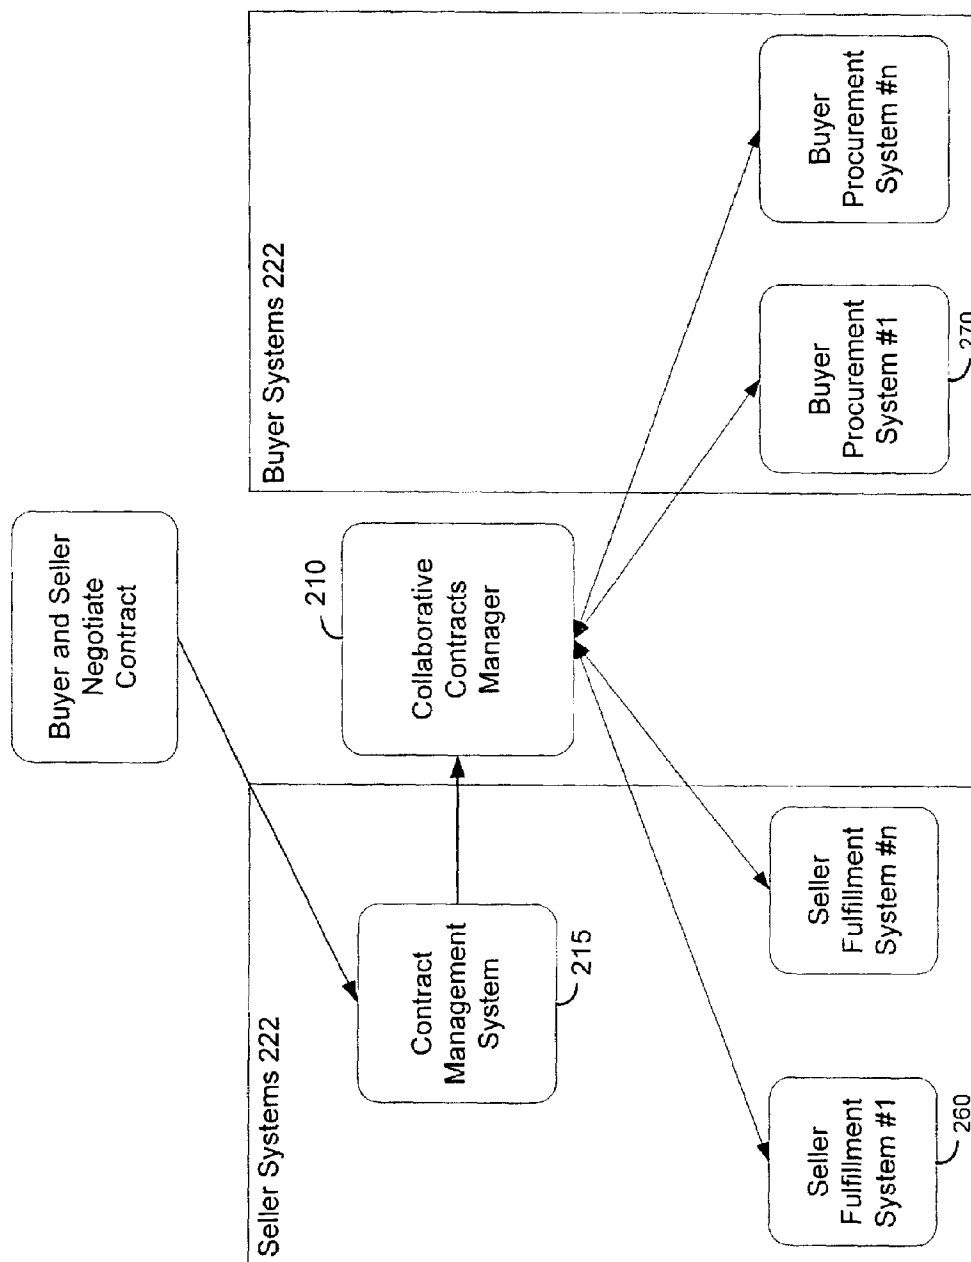 Buyer and Seller
Negotiate
Contract
Seller Systems 222
Buyer Systems 222
Contract
Management
System
215
Collaborative
Contracts
Manager
210
Seller
Fulfillment
System #1
260
Seller
Fulfillment
System #n
Buyer
Procurement
System #1
270
Buyer
Procurement
System #n